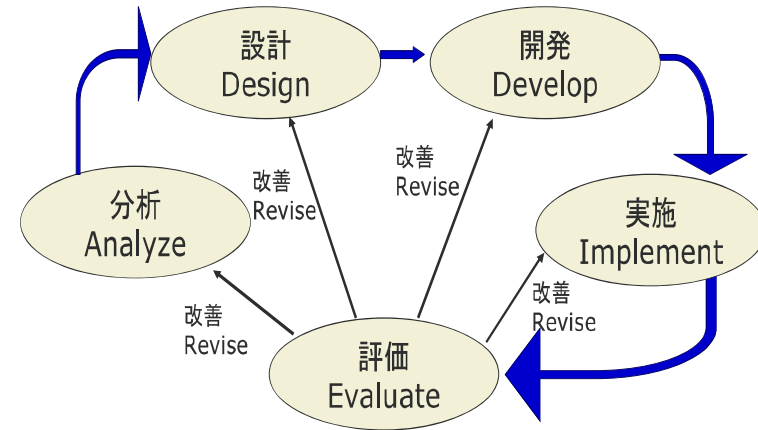 設計
Design
開発
Develop
改善
Revise
改善
Revise
分析
Analyze
実施
Implement
改善
Revise
改善
Revise
評価
Evaluate